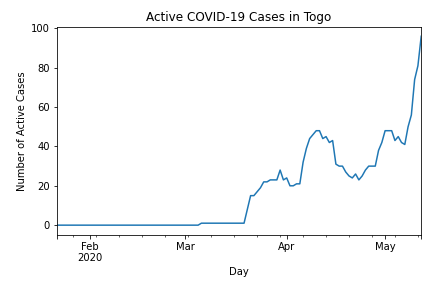 Active COVID-19 Cases in Togo
Number of Active Cases
100
80
60
40
20
0
Feb
2020
Mar
Apr
May
Day